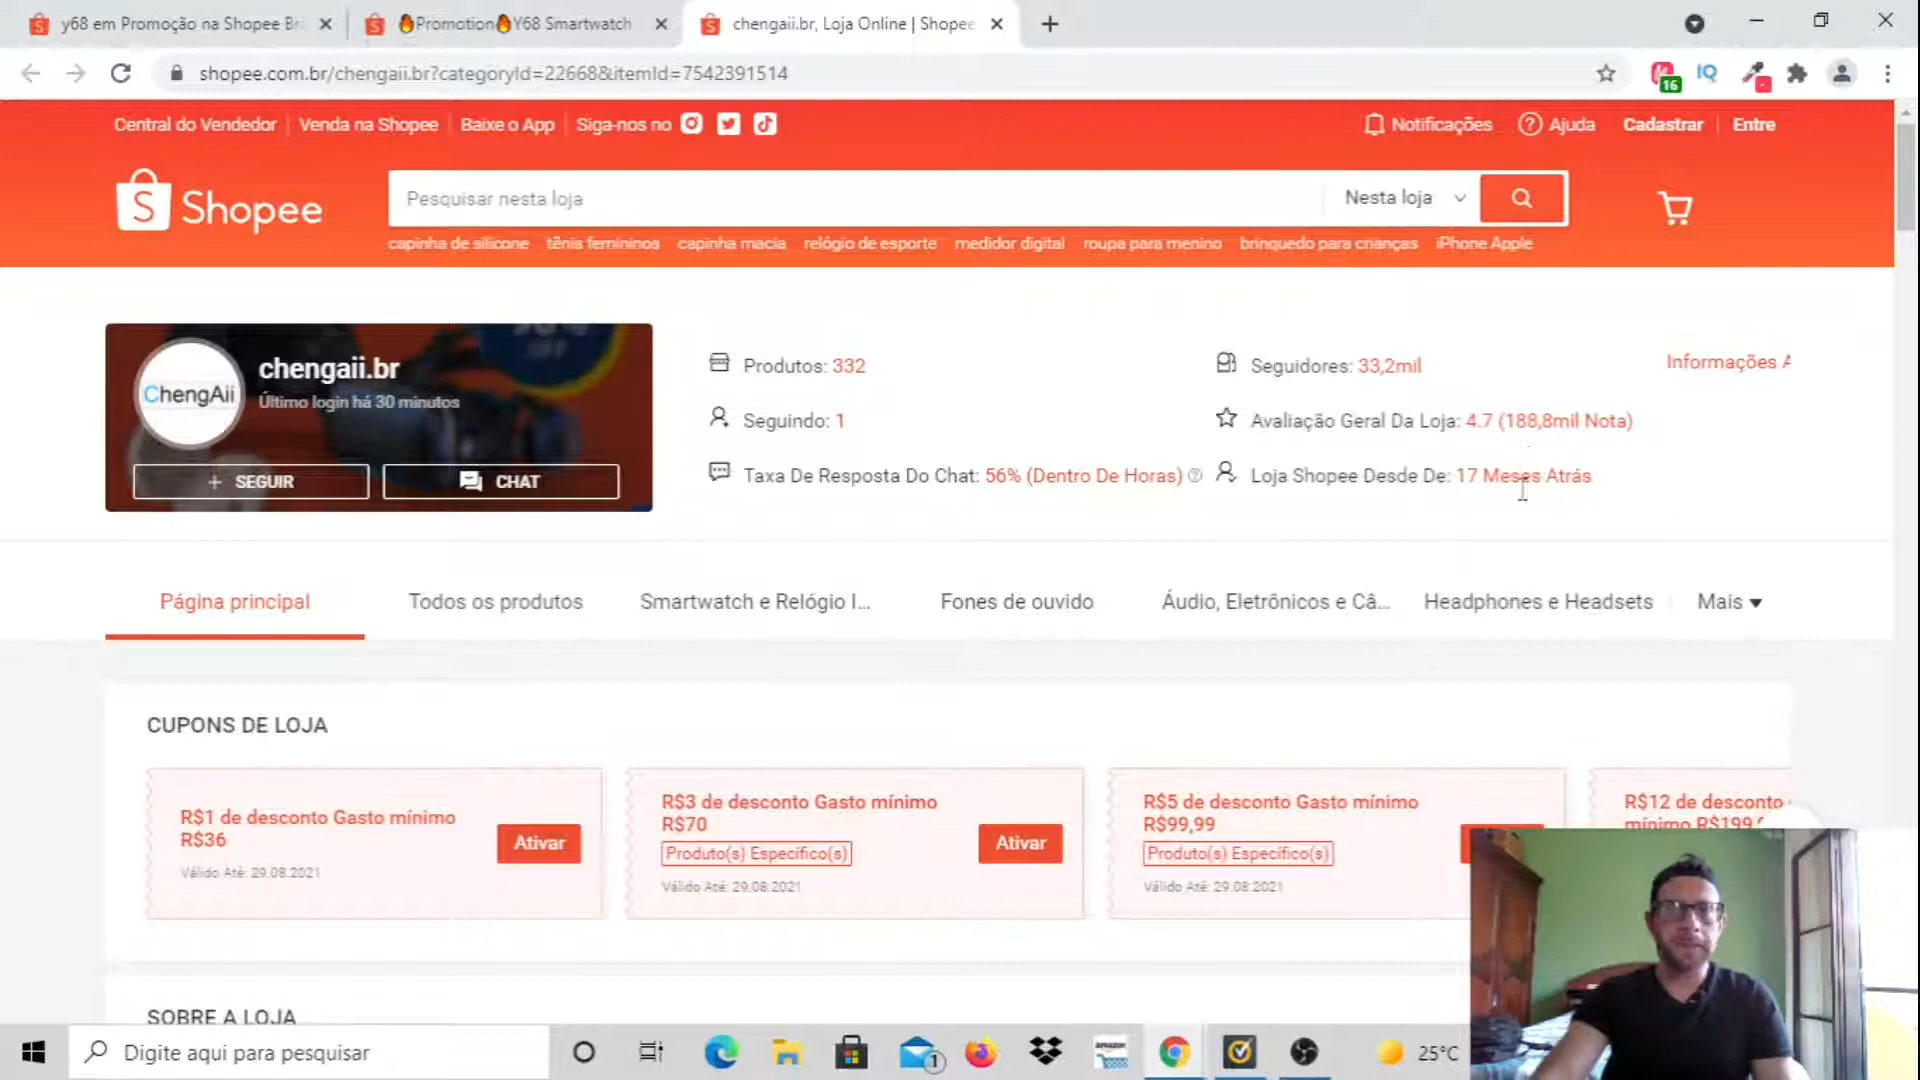 y68 em Promoção na Shopee Br
🔥Promotion🔥Y68 Smartwatch
chengaii.br, Loja Online | Shopee
shopee.com.br/chengaii.br?categoryId=22668&itemId=7542391514
16
IQ
Central do Vendedor
Venda na Shopee
Baixe o App
Siga-nos no
Notificações
Ajuda
Cadastrar
Entre
Shopee
Pesquisar nesta loja
Nesta loja
capinha de silicone
tênis femininos
capinha macia
relógio de esporte
medidor digital
roupa para menino
brinquedo para crianças
iPhone Apple
ChengAii
chengaii.br
Último login há 30 minutos
+ SEGUIR
CHAT
Produtos: 332
Seguidores: 33,2mil
Informações A
Seguindo: 1
Avaliação Geral Da Loja: 4.7 (188,8mil Nota)
Taxa De Resposta Do Chat: 56% (Dentro De Horas)
Loja Shopee Desde De: 17 Meses Atrás
Página principal
Todos os produtos
Smartwatch e Relógio I...
Fones de ouvido
Áudio, Eletrônicos e Câ...
Headphones e Headsets
Mais
CUPONS DE LOJA
R$1 de desconto Gasto mínimo
R$36
Válido Até: 29.08.2021
Ativar
R$3 de desconto Gasto mínimo
R$70
Produto(s) Específico(s)
Válido Até: 29.08.2021
Ativar
R$5 de desconto Gasto mínimo
R$99,99
Produto(s) Específico(s)
Válido Até: 29.08.2021
R$12 de desconto
mínimo R$199,
SOBRE A LOJA
Digite aqui para pesquisar
1
amazon
25°C